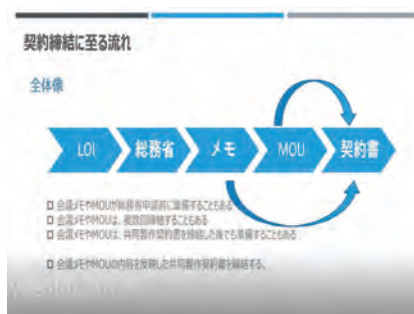 契約締結に至る流れ
全体像
LOI
総務省
メモ
MOU
契約書
□ 会議メモやMOUが総務省申請前に準備することもある
□ 会議メモやMOUは、複数回締結することもある
□ 会議メモやMOUは、共同製作契約書を締結した後でも準備することもある
□ 会議メモやMOUの内容を反映した共同製作契約書を締結する。